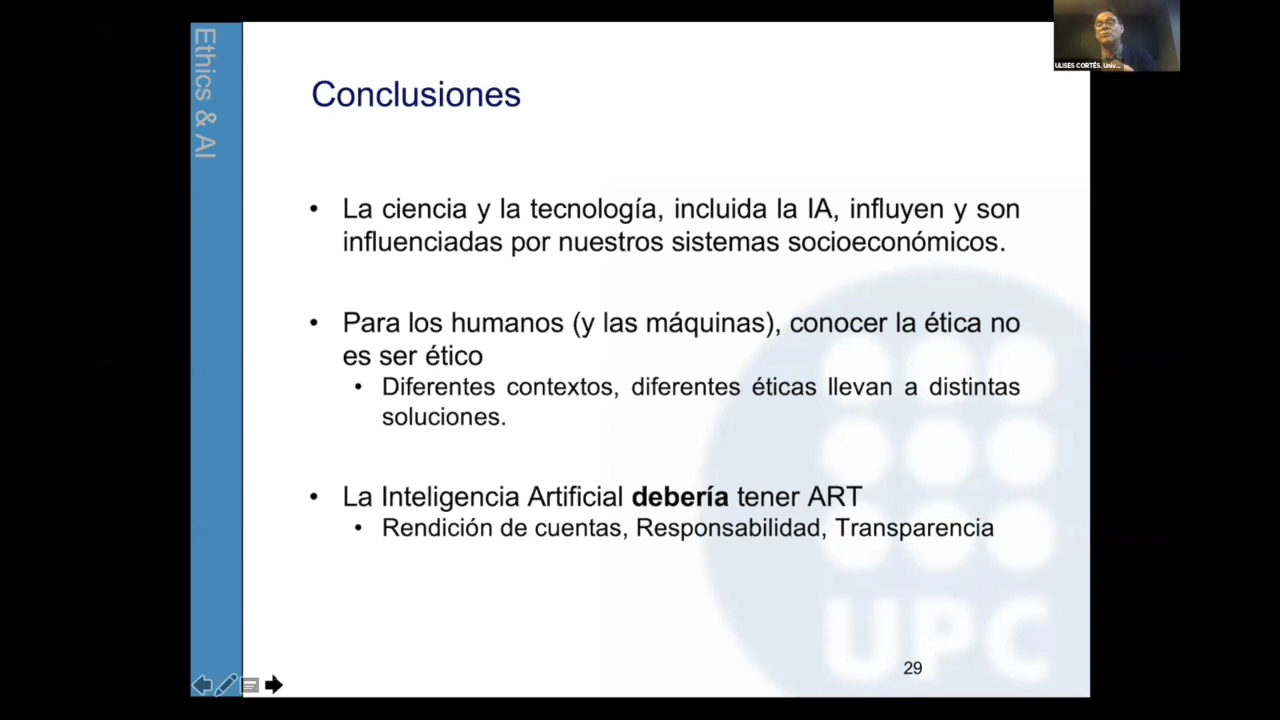 Ethics & AI
ULISES CORTÉS. Univ...
Conclusiones
• La ciencia y la tecnología, incluida la IA, influyen y son
influenciadas por nuestros sistemas socioeconómicos.
• Para los humanos (y las máquinas), conocer la ética no
es ser ético
• Diferentes contextos, diferentes éticas llevan a distintas
soluciones.
• La Inteligencia Artificial debería tener ART
• Rendición de cuentas, Responsabilidad, Transparencia
UPC
29